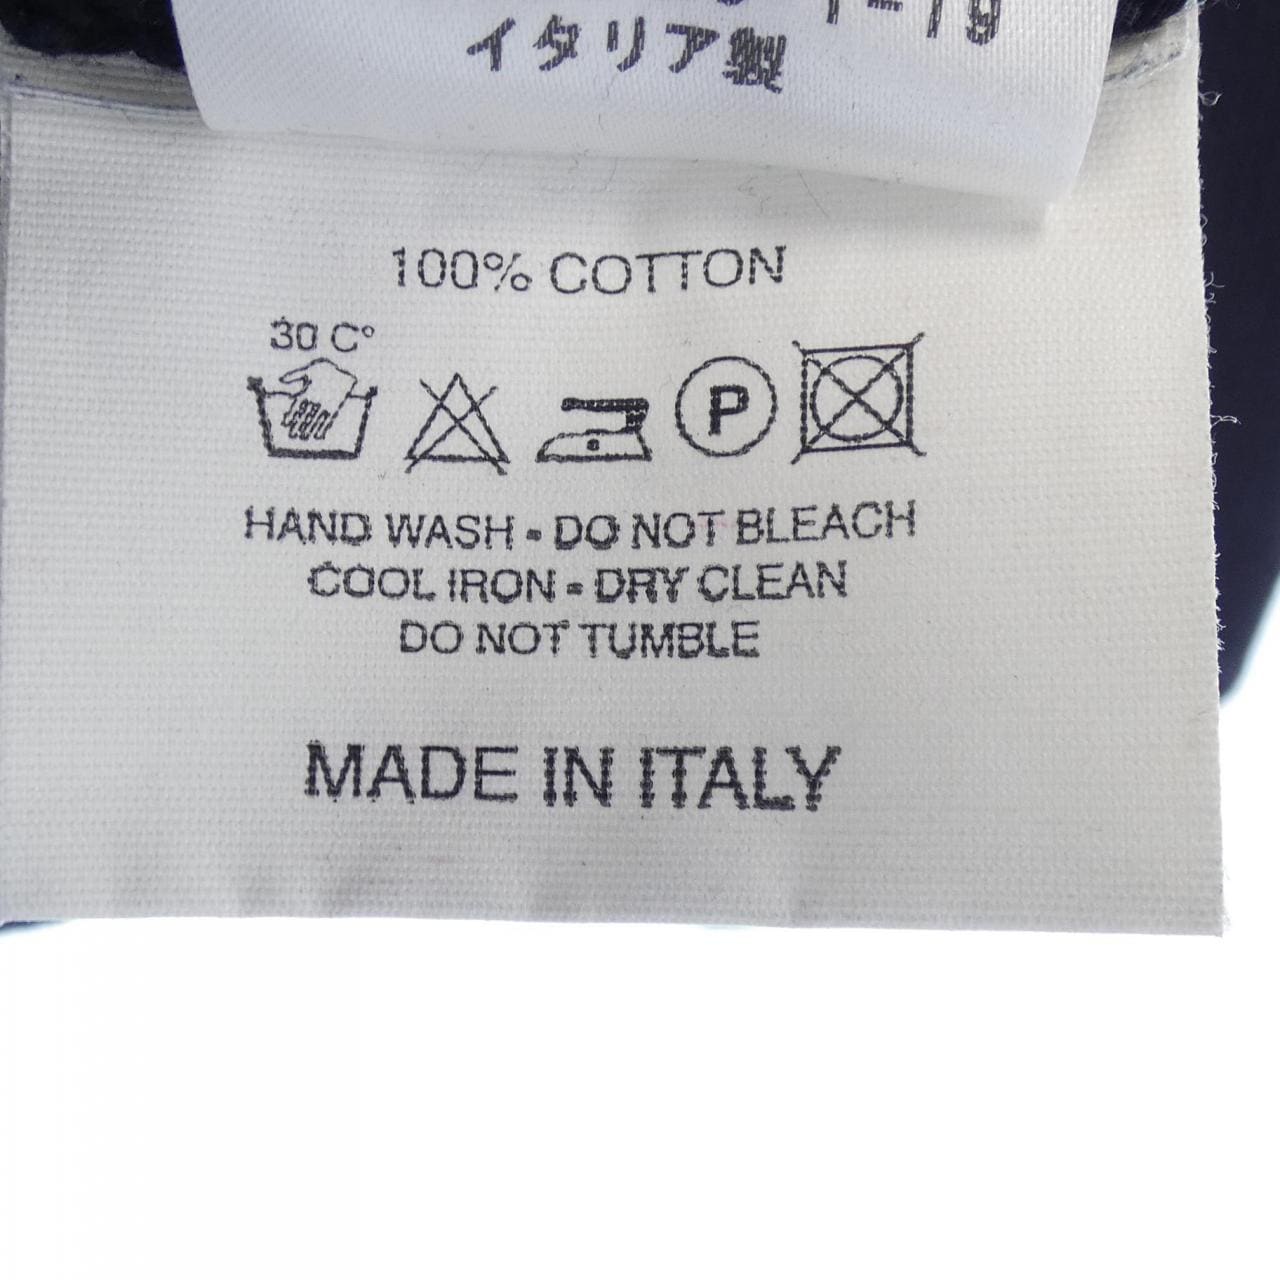 イタリア製
100% COTTON
30 C°
P
HAND WASH - DO NOT BLEACH
COOL IRON - DRY CLEAN
DO NOT TUMBLE
MADE IN ITALY